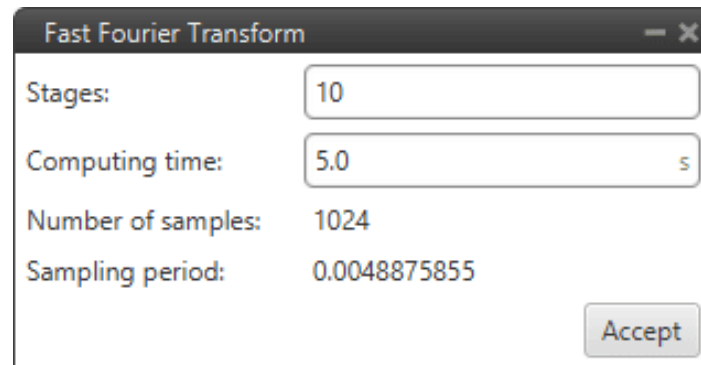 Fast Fourier Transform
Stages: 10
Computing time: 5.0 s
Number of samples: 1024
Sampling period: 0.0048875855
Accept